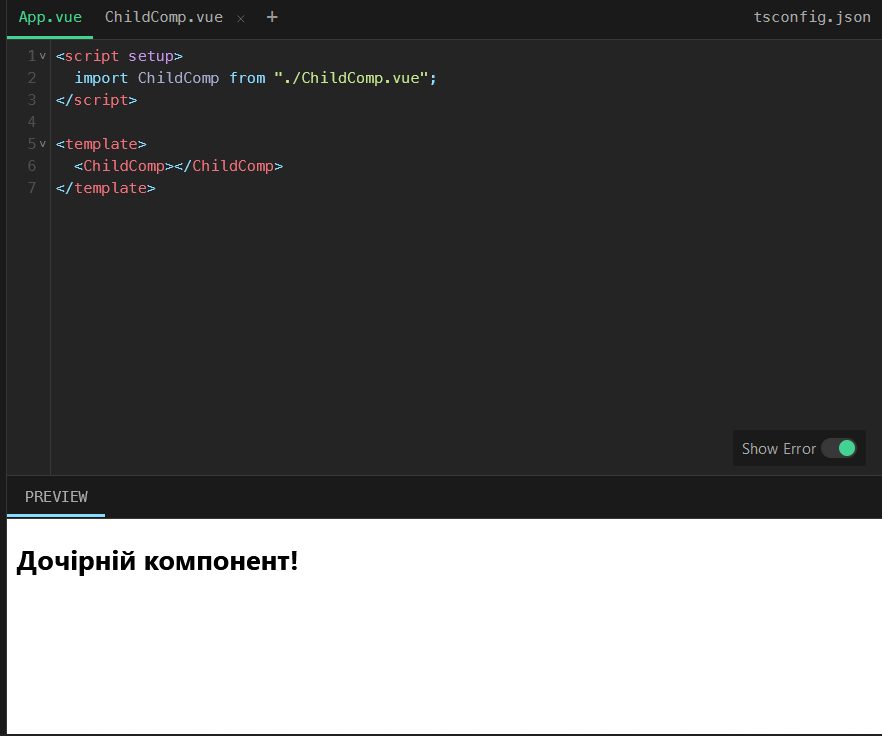 App.vue ChildComp.vue × + tsconfig.json
1 <script setup>
2 import ChildComp from "./ChildComp.vue";
3 </script>
4
5 <template>
6 <ChildComp></ChildComp>
7 </template>
Show Error
PREVIEW
Дочірній компонент!